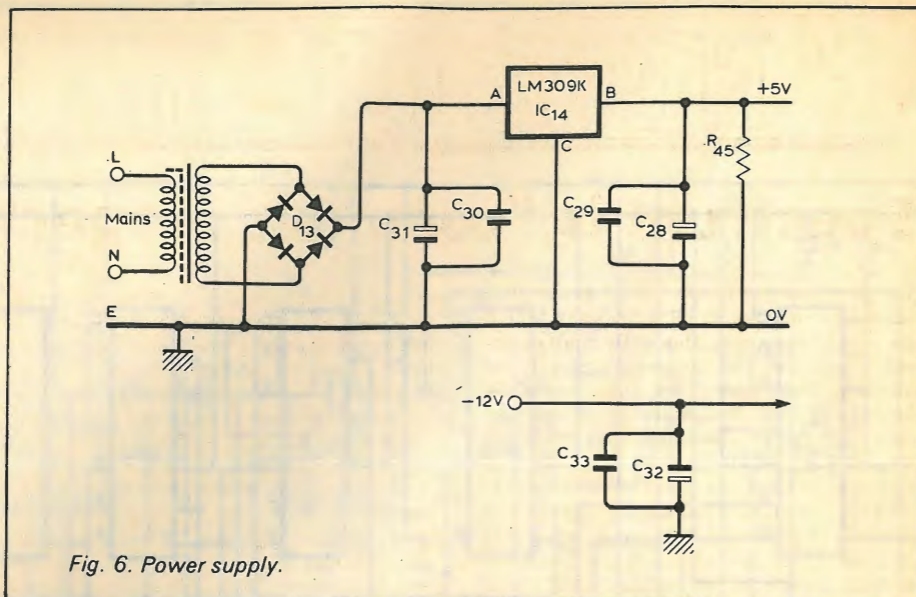 LM309K
A
B
IC14
+5V
C
R45
L
Mains
N
D13
C31
C30
C29
C28
E
0V
-12V
C33
C32
Fig. 6. Power supply.